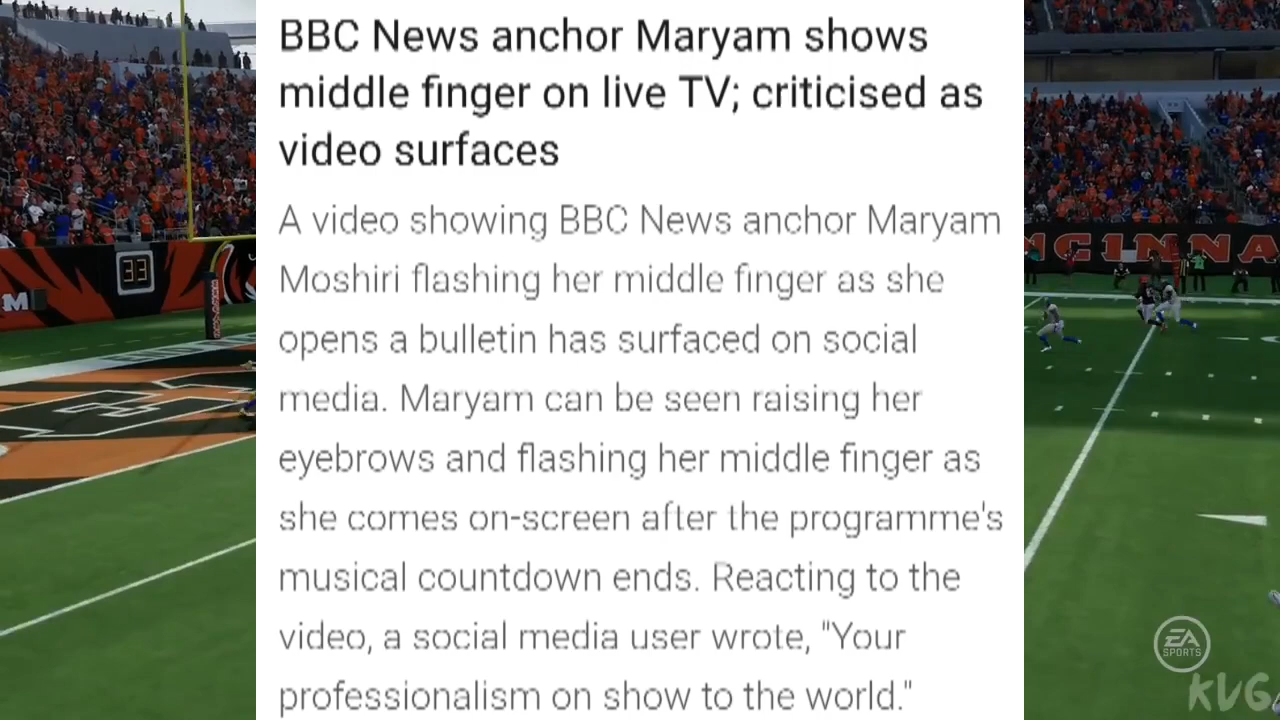 BBC News anchor Maryam shows
middle finger on live TV; criticised as
video surfaces
A video showing BBC News anchor Maryam
Moshiri flashing her middle finger as she
opens a bulletin has surfaced on social
media. Maryam can be seen raising her
eyebrows and flashing her middle finger as
she comes on-screen after the programme's
musical countdown ends. Reacting to the
video, a social media user wrote, "Your
professionalism on show to the world."
33
M
NCINNA
EA
SPORTS
KVG